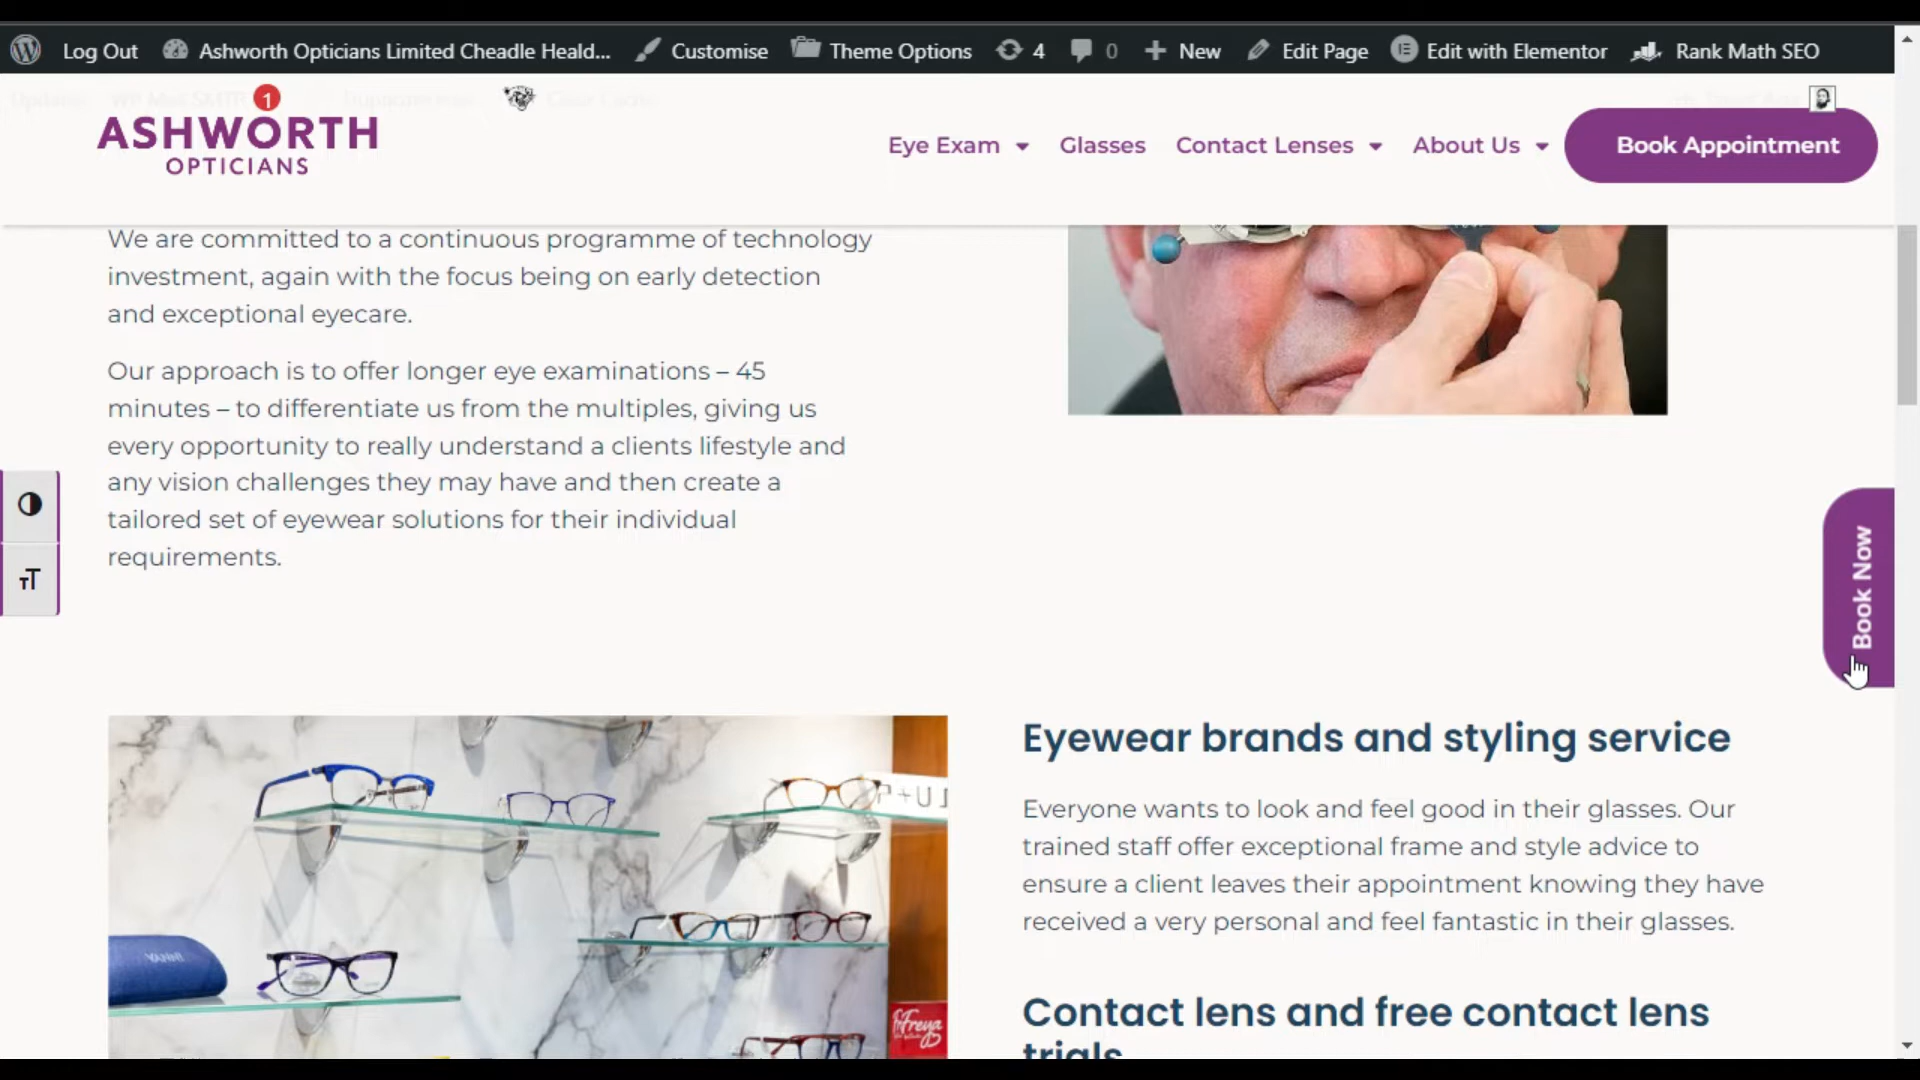 Log Out
Ashworth Opticians Limited Cheadle Heald...
Customise
Theme Options
4
0
New
Edit Page
Edit with Elementor
Rank Math SEO
1
ASHWORTH
OPTICIANS
Eye Exam
Glasses
Contact Lenses
About Us
Book Appointment
We are committed to a continuous programme of technology
investment, again with the focus being on early detection
and exceptional eyecare.
Our approach is to offer longer eye examinations – 45
minutes – to differentiate us from the multiples, giving us
every opportunity to really understand a clients lifestyle and
any vision challenges they may have and then create a
tailored set of eyewear solutions for their individual
requirements.
TT
Book Now
VANNI
Freya
Eyewear brands and styling service
Everyone wants to look and feel good in their glasses. Our
trained staff offer exceptional frame and style advice to
ensure a client leaves their appointment knowing they have
received a very personal and feel fantastic in their glasses.
Contact lens and free contact lens
trials